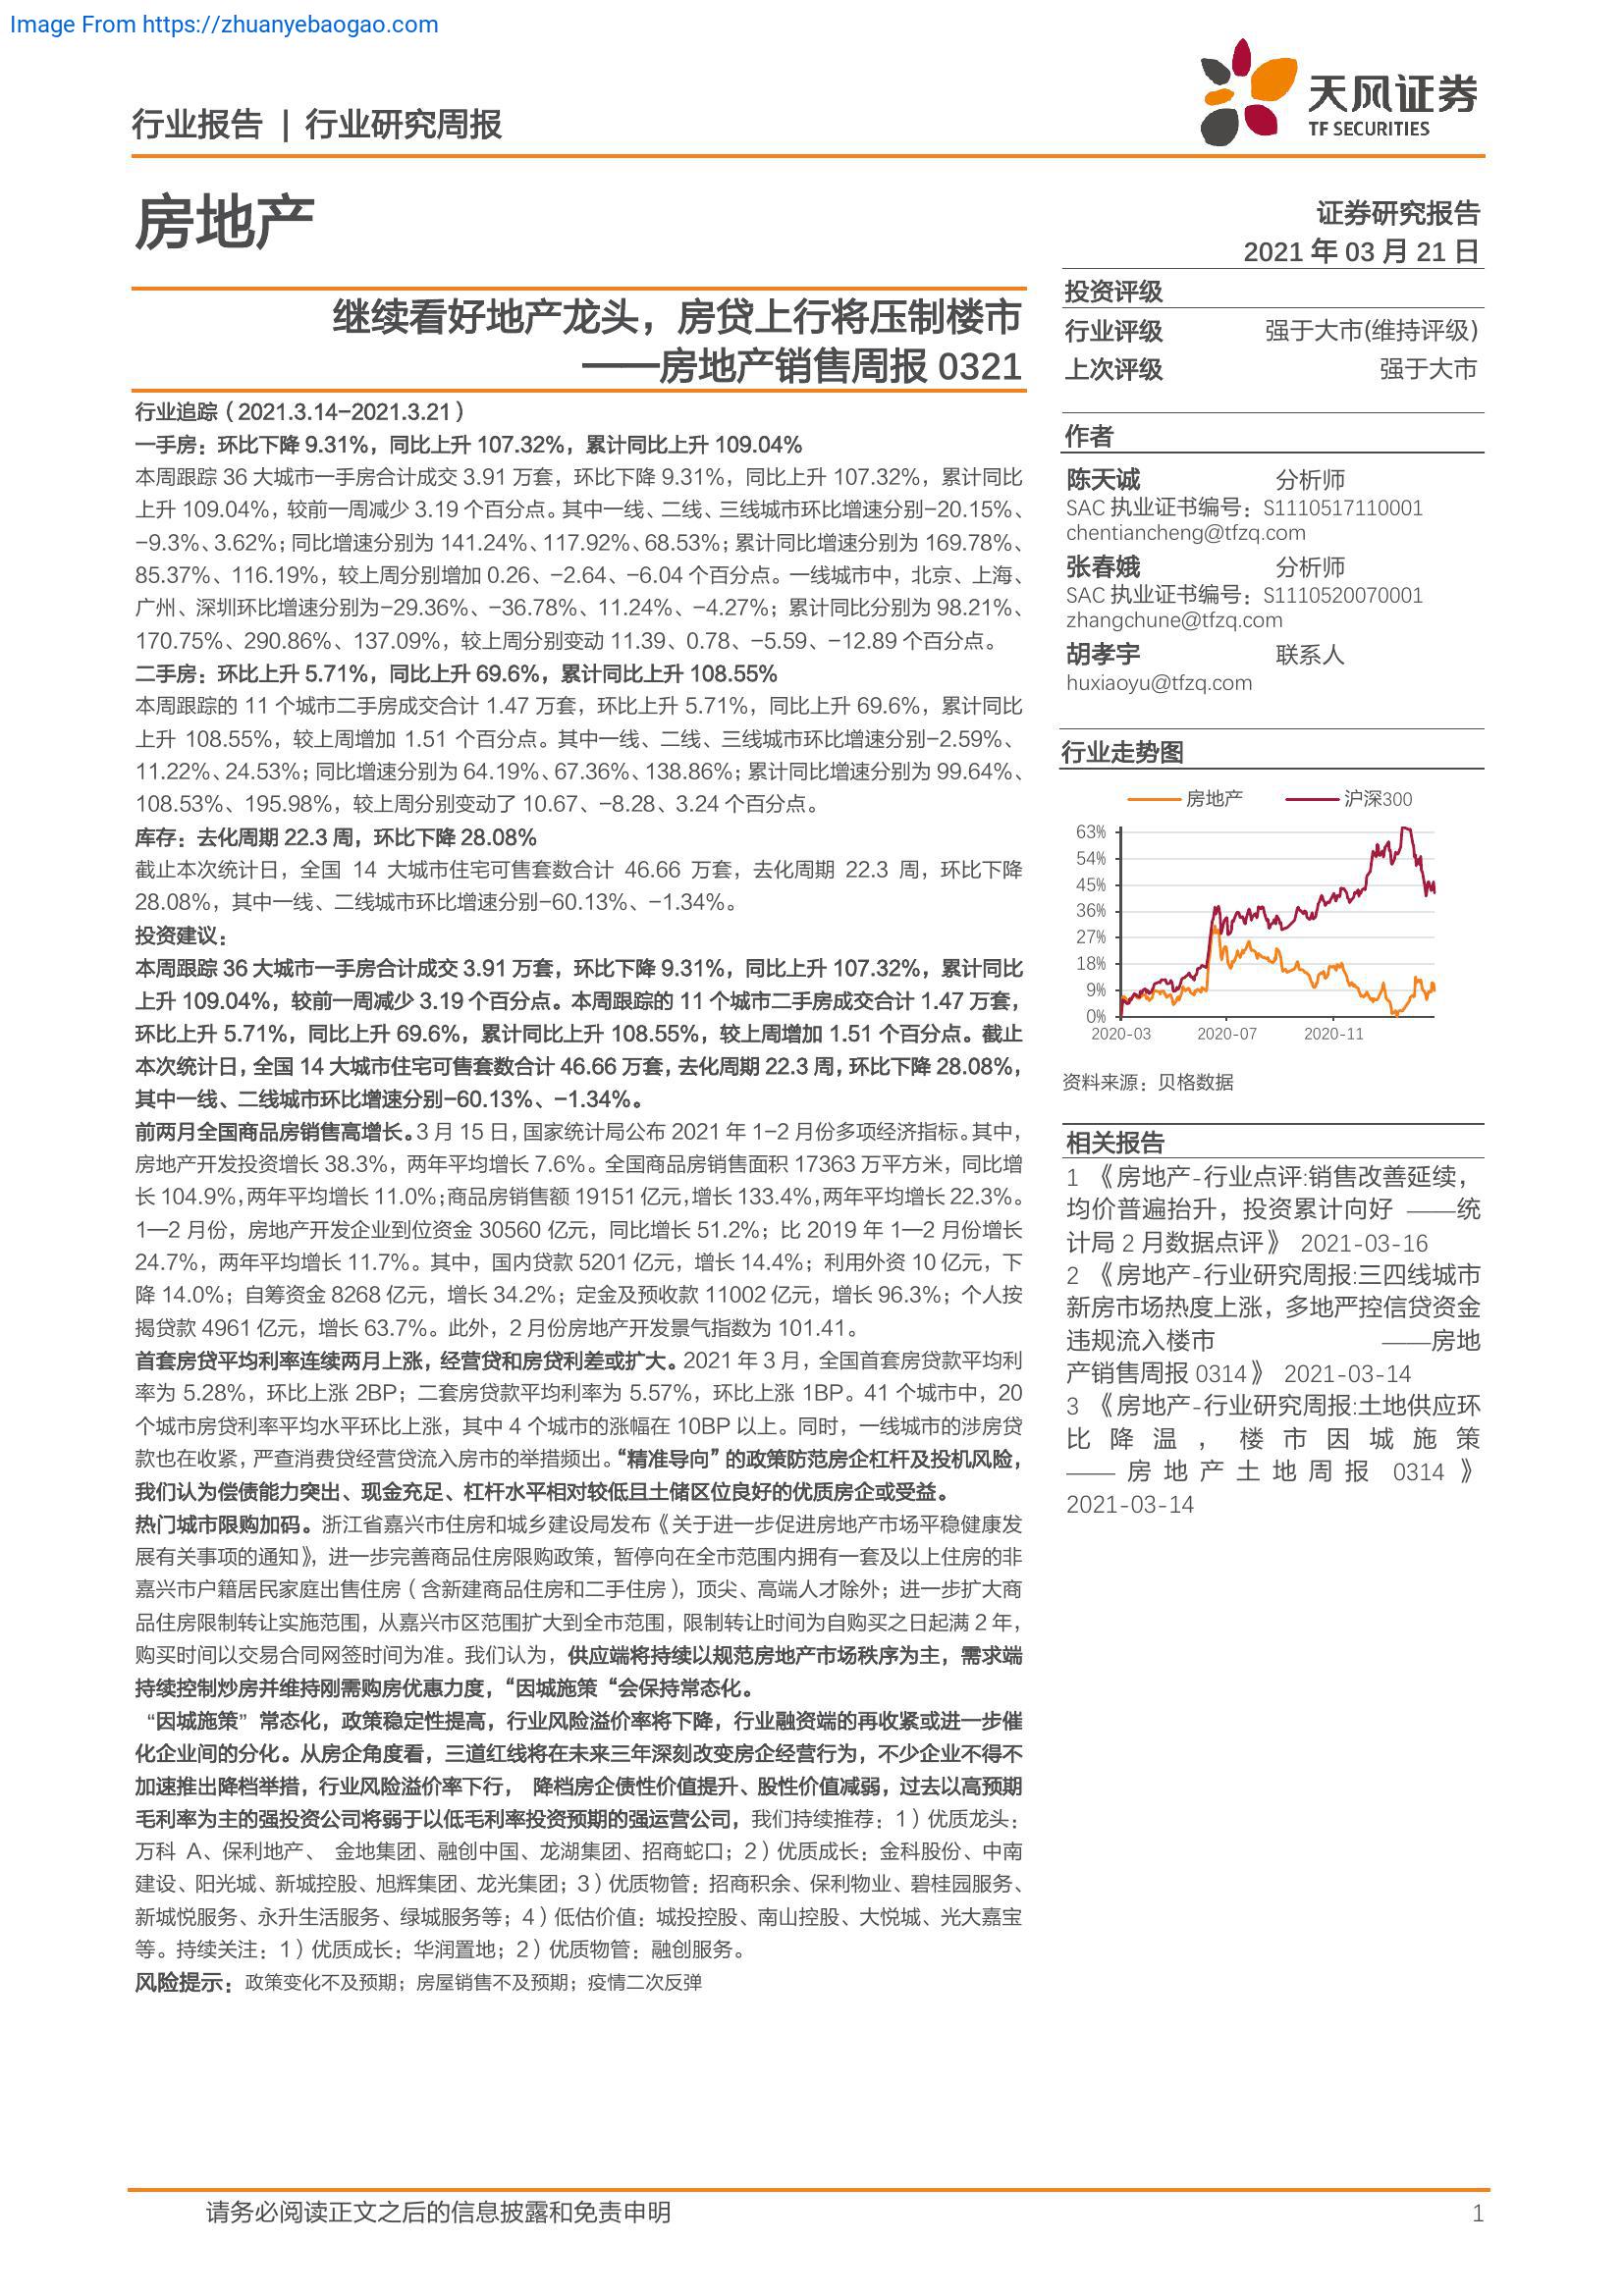 Image From https://zhuanyebaogao.com
行业报告 | 行业研究周报
天风证券
TF SECURITIES
房地产
证券研究报告
2021 年 03 月 21 日
继续看好地产龙头，房贷上行将压制楼市
——房地产销售周报 0321
行业追踪（2021.3.14-2021.3.21）
一手房：环比下降 9.31%，同比上升 107.32%，累计同比上升 109.04%
本周跟踪 36 大城市一手房合计成交 3.91 万套，环比下降 9.31%，同比上升 107.32%，累计同比
上升 109.04%，较前一周减少 3.19 个百分点。其中一线、二线、三线城市环比增速分别-20.15%、
-9.3%、3.62%；同比增速分别为 141.24%、117.92%、68.53%；累计同比增速分别为 169.78%、
85.37%、116.19%，较上周分别增加 0.26、-2.64、-6.04 个百分点。一线城市中，北京、上海、
广州、深圳环比增速分别为-29.36%、-36.78%、11.24%、-4.27%；累计同比分别为 98.21%、
170.75%、290.86%、137.09%，较上周分别变动 11.39、0.78、-5.59、-12.89 个百分点。
二手房：环比上升 5.71%，同比上升 69.6%，累计同比上升 108.55%
本周跟踪的 11 个城市二手房成交合计 1.47 万套，环比上升 5.71%，同比上升 69.6%，累计同比
上升 108.55%，较上周增加 1.51 个百分点。其中一线、二线、三线城市环比增速分别-2.59%、
11.22%、24.53%；同比增速分别为 64.19%、67.36%、138.86%；累计同比增速分别为 99.64%、
108.53%、195.98%，较上周分别变动了 10.67、-8.28、3.24 个百分点。
库存：去化周期 22.3 周，环比下降 28.08%
截止本次统计日，全国 14 大城市住宅可售套数合计 46.66 万套，去化周期 22.3 周，环比下降
28.08%，其中一线、二线城市环比增速分别-60.13%、-1.34%。
投资建议：
本周跟踪 36 大城市一手房合计成交 3.91 万套，环比下降 9.31%，同比上升 107.32%，累计同比
上升 109.04%，较前一周减少 3.19 个百分点。本周跟踪的 11 个城市二手房成交合计 1.47 万套，
环比上升 5.71%，同比上升 69.6%，累计同比上升 108.55%，较上周增加 1.51 个百分点。截止
本次统计日，全国 14 大城市住宅可售套数合计 46.66 万套，去化周期 22.3 周，环比下降 28.08%，
其中一线、二线城市环比增速分别-60.13%、-1.34%。
前两月全国商品房销售高增长。3 月 15 日，国家统计局公布 2021 年 1-2 月份多项经济指标。其中，
房地产开发投资增长 38.3%，两年平均增长 7.6%。全国商品房销售面积 17363 万平方米，同比增
长 104.9%，两年平均增长 11.0%；商品房销售额 19151 亿元，增长 133.4%，两年平均增长 22.3%。
1—2 月份，房地产开发企业到位资金 30560 亿元，同比增长 51.2%；比 2019 年 1—2 月份增长
24.7%，两年平均增长 11.7%。其中，国内贷款 5201 亿元，增长 14.4%；利用外资 10 亿元，下
降 14.0%；自筹资金 8268 亿元，增长 34.2%；定金及预收款 11002 亿元，增长 96.3%；个人按
揭贷款 4961 亿元，增长 63.7%。此外，2 月份房地产开发景气指数为 101.41。
首套房贷平均利率连续两月上涨，经营贷和房贷利差或扩大。2021 年 3 月，全国首套房贷款平均利
率为 5.28%，环比上涨 2BP；二套房贷款平均利率为 5.57%，环比上涨 1BP。41 个城市中，20
个城市房贷利率平均水平环比上涨，其中 4 个城市的涨幅在 10BP 以上。同时，一线城市的涉房贷
款也在收紧，严查消费贷经营贷流入房市的举措频出。“精准导向”的政策防范房企杠杆及投机风险，
我们认为偿债能力突出、现金充足、杠杆水平相对较低且土储区位良好的优质房企或受益。
热门城市限购加码。浙江省嘉兴市住房和城乡建设局发布《关于进一步促进房地产市场平稳健康发
展有关事项的通知》，进一步完善商品住房限购政策，暂停向在全市范围内拥有一套及以上住房的非
嘉兴市户籍居民家庭出售住房（含新建商品住房和二手住房），顶尖、高端人才除外；进一步扩大商
品住房限制转让实施范围，从嘉兴市区范围扩大到全市范围，限制转让时间为自购买之日起满 2 年，
购买时间以交易合同网签时间为准。我们认为，供应端将持续以规范房地产市场秩序为主，需求端
持续控制炒房并维持刚需购房优惠力度，“因城施策 “会保持常态化。
“因城施策”常态化，政策稳定性提高，行业风险溢价率将下降，行业融资端的再收紧或进一步催
化企业间的分化。从房企角度看，三道红线将在未来三年深刻改变房企经营行为，不少企业不得不
加速推出降档举措，行业风险溢价率下行， 降档房企债性价值提升、股性价值减弱，过去以高预期
毛利率为主的强投资公司将弱于以低毛利率投资预期的强运营公司，我们持续推荐：1）优质龙头：
万科 A、保利地产、 金地集团、融创中国、龙湖集团、招商蛇口；2）优质成长：金科股份、中南
建设、阳光城、新城控股、旭辉集团、龙光集团；3）优质物管：招商积余、保利物业、碧桂园服务、
新城悦服务、永升生活服务、绿城服务等；4）低估价值：城投控股、南山控股、大悦城、光大嘉宝
等。持续关注：1）优质成长：华润置地；2）优质物管：融创服务。
风险提示：政策变化不及预期；房屋销售不及预期；疫情二次反弹
投资评级
行业评级 强于大市(维持评级)
上次评级 强于大市
作者
陈天诚 分析师
SAC 执业证书编号：S1110517110001
chentiancheng@tfzq.com
张春娥 分析师
SAC 执业证书编号：S1110520070001
zhangchune@tfzq.com
胡孝宇 联系人
huxiaoyu@tfzq.com
行业走势图
房地产 沪深300
63%
54%
45%
36%
27%
18%
9%
0%
2020-03 2020-07 2020-11
资料来源：贝格数据
相关报告
1 《房地产-行业点评:销售改善延续，
均价普遍抬升，投资累计向好 ——统
计局 2 月数据点评》 2021-03-16
2 《房地产-行业研究周报:三四线城市
新房市场热度上涨，多地严控信贷资金
违规流入楼市 ——房地
产销售周报 0314》 2021-03-14
3 《房地产-行业研究周报:土地供应环
比降温，楼市因城施策
——房地产土地周报 0314》
2021-03-14
请务必阅读正文之后的信息披露和免责申明 1